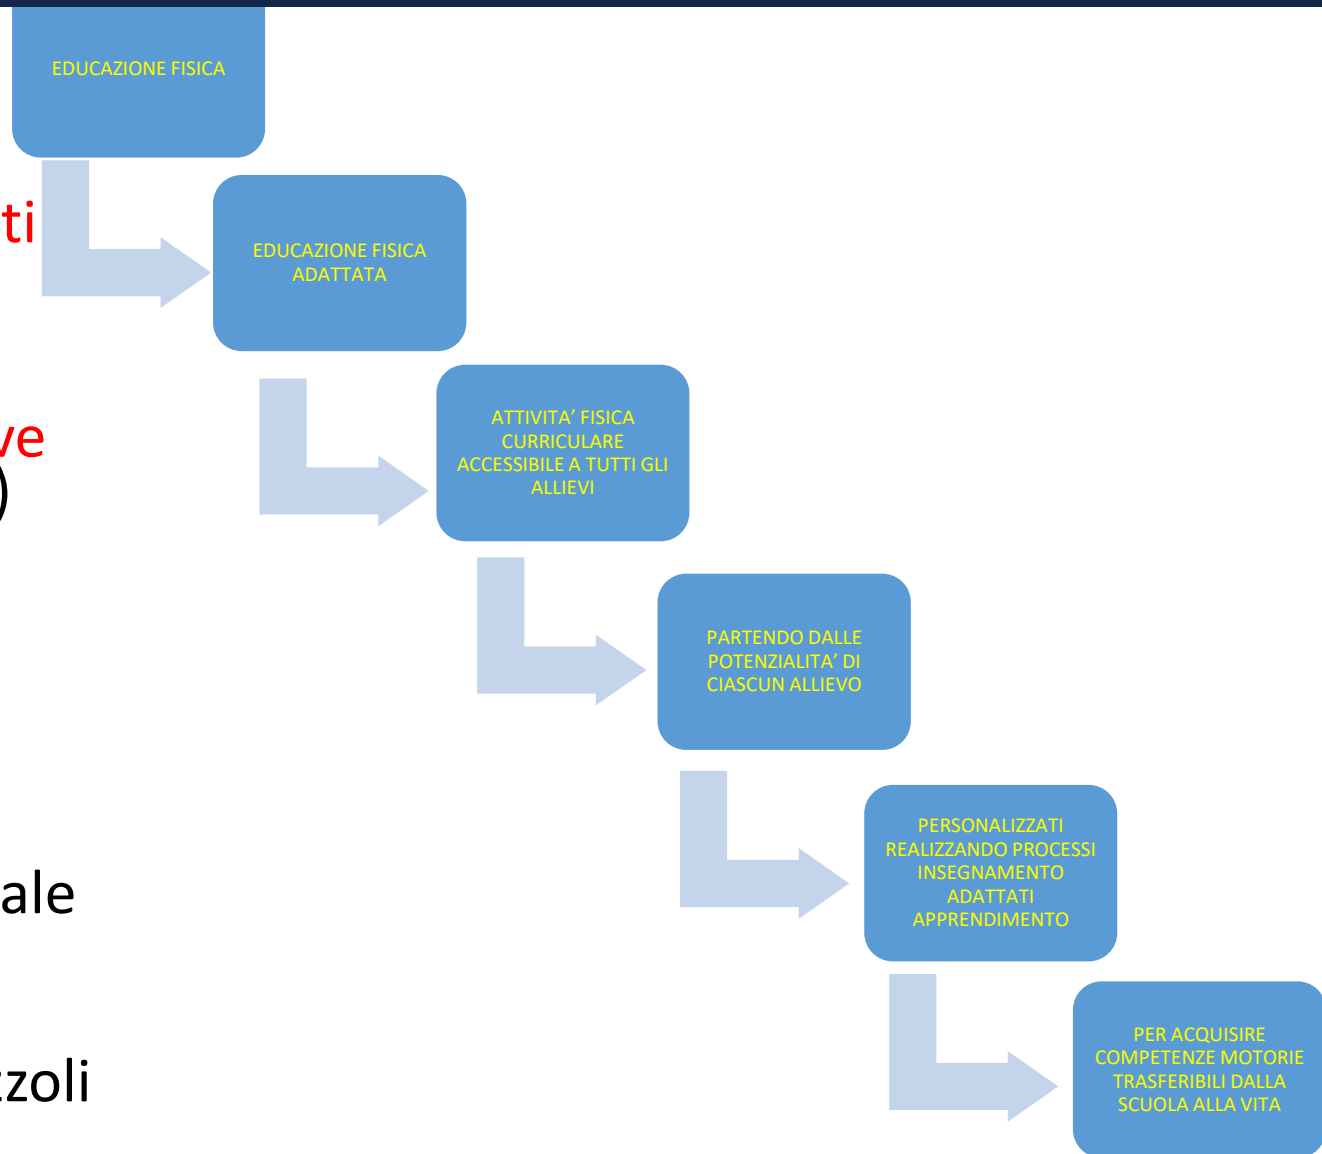 EDUCAZIONE FISICA
ti
EDUCAZIONE FISICA
ADATTATA
ve
)
ATTIVITA’ FISICA
CURRICULARE
ACCESSIBILE A TUTTI GLI
ALLIEVI
PARTENDO DALLE
POTENZIALITA’ DI
CIASCUN ALLIEVO
ale
PERSONALIZZATI
REALIZZANDO PROCESSI
INSEGNAMENTO
ADATTATI
APPRENDIMENTO
zzoli
PER ACQUISIRE
COMPETENZE MOTORIE
TRASFERIBILI DALLA
SCUOLA ALLA VITA